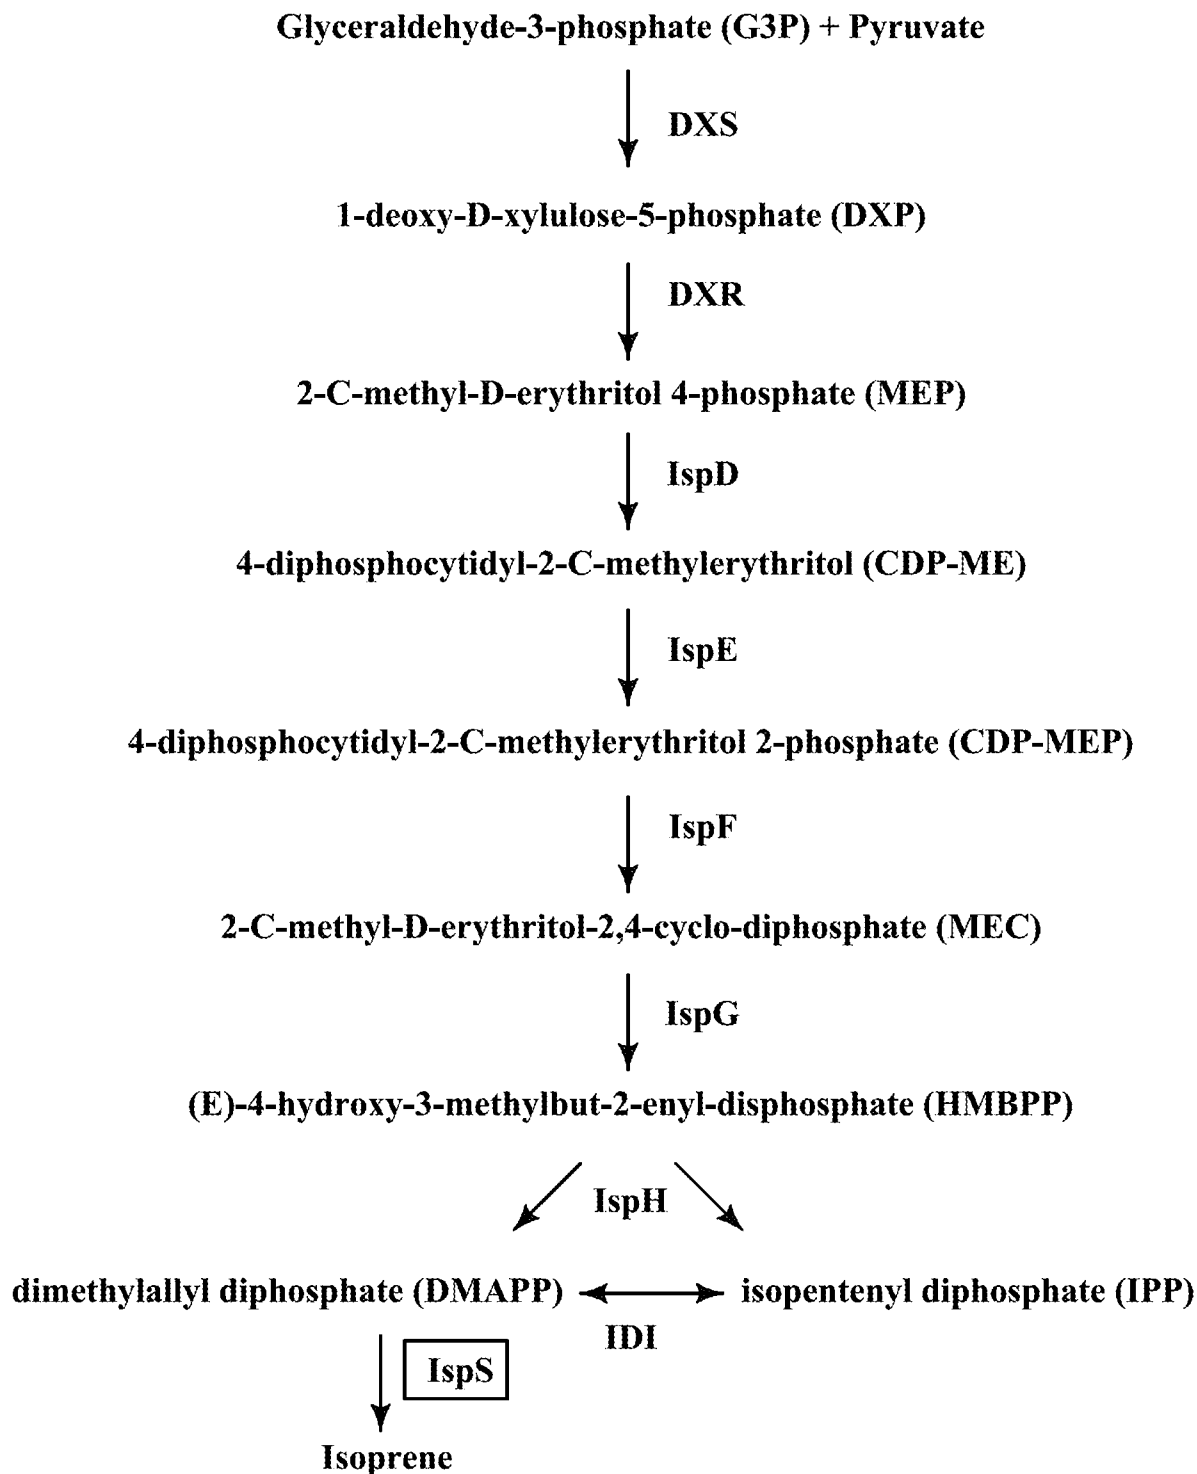 Glyceraldehyde-3-phosphate (G3P) + Pyruvate
DXS
1-deoxy-D-xylulose-5-phosphate (DXP)
DXR
2-C-methyl-D-erythritol 4-phosphate (MEP)
IspD
4-diphosphocytidyl-2-C-methylerythritol (CDP-ME)
IspE
4-diphosphocytidyl-2-C-methylerythritol 2-phosphate (CDP-MEP)
IspF
2-C-methyl-D-erythritol-2,4-cyclo-diphosphate (MEC)
IspG
(E)-4-hydroxy-3-methylbut-2-enyl-disphosphate (HMBPP)
IspH
dimethylallyl diphosphate (DMAPP) isopentenyl diphosphate (IPP)
IDI
IspS
Isoprene